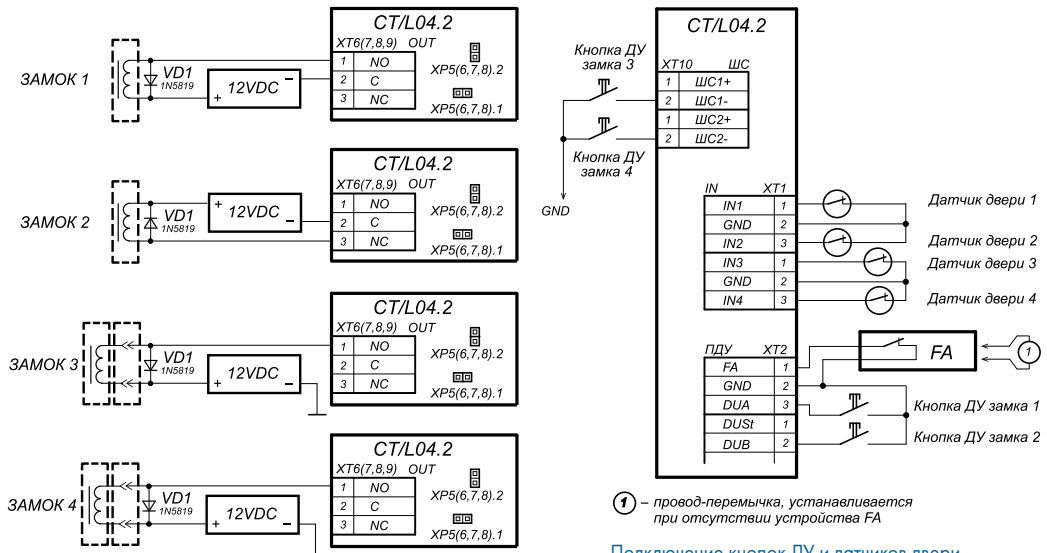 CT/L04.2
XT6(7,8,9) OUT
1 NO
2 C
3 NC
XP5(6,7,8).2
XP5(6,7,8).1
ЗАМОК 1
VD1
1N5819
12VDC
+ −
CT/L04.2
XT6(7,8,9) OUT
1 NO
2 C
3 NC
XP5(6,7,8).2
XP5(6,7,8).1
ЗАМОК 2
VD1
1N5819
+ 12VDC −
CT/L04.2
XT6(7,8,9) OUT
1 NO
2 C
3 NC
XP5(6,7,8).2
XP5(6,7,8).1
ЗАМОК 3
VD1
1N5819
+ 12VDC −
CT/L04.2
XT6(7,8,9) OUT
1 NO
2 C
3 NC
XP5(6,7,8).2
XP5(6,7,8).1
ЗАМОК 4
VD1
1N5819
+ 12VDC −
CT/L04.2
Кнопка ДУ
замка 3
XT10 ШС
1 ШС1+
2 ШС1-
1 ШС2+
2 ШС2-
Кнопка ДУ
замка 4
GND
IN XT1
IN1 1
GND 2
IN2 3
IN3 1
GND 2
IN4 3
Датчик двери 1
Датчик двери 2
Датчик двери 3
Датчик двери 4
ПДУ XT2
FA 1
GND 2
DUA 3
DUSt 1
DUB 2
FA
1
Кнопка ДУ замка 1
Кнопка ДУ замка 2
1 – провод-перемычка, устанавливается
при отсутствии устройства FA
Подключение кнопок ДУ и датчиков двери